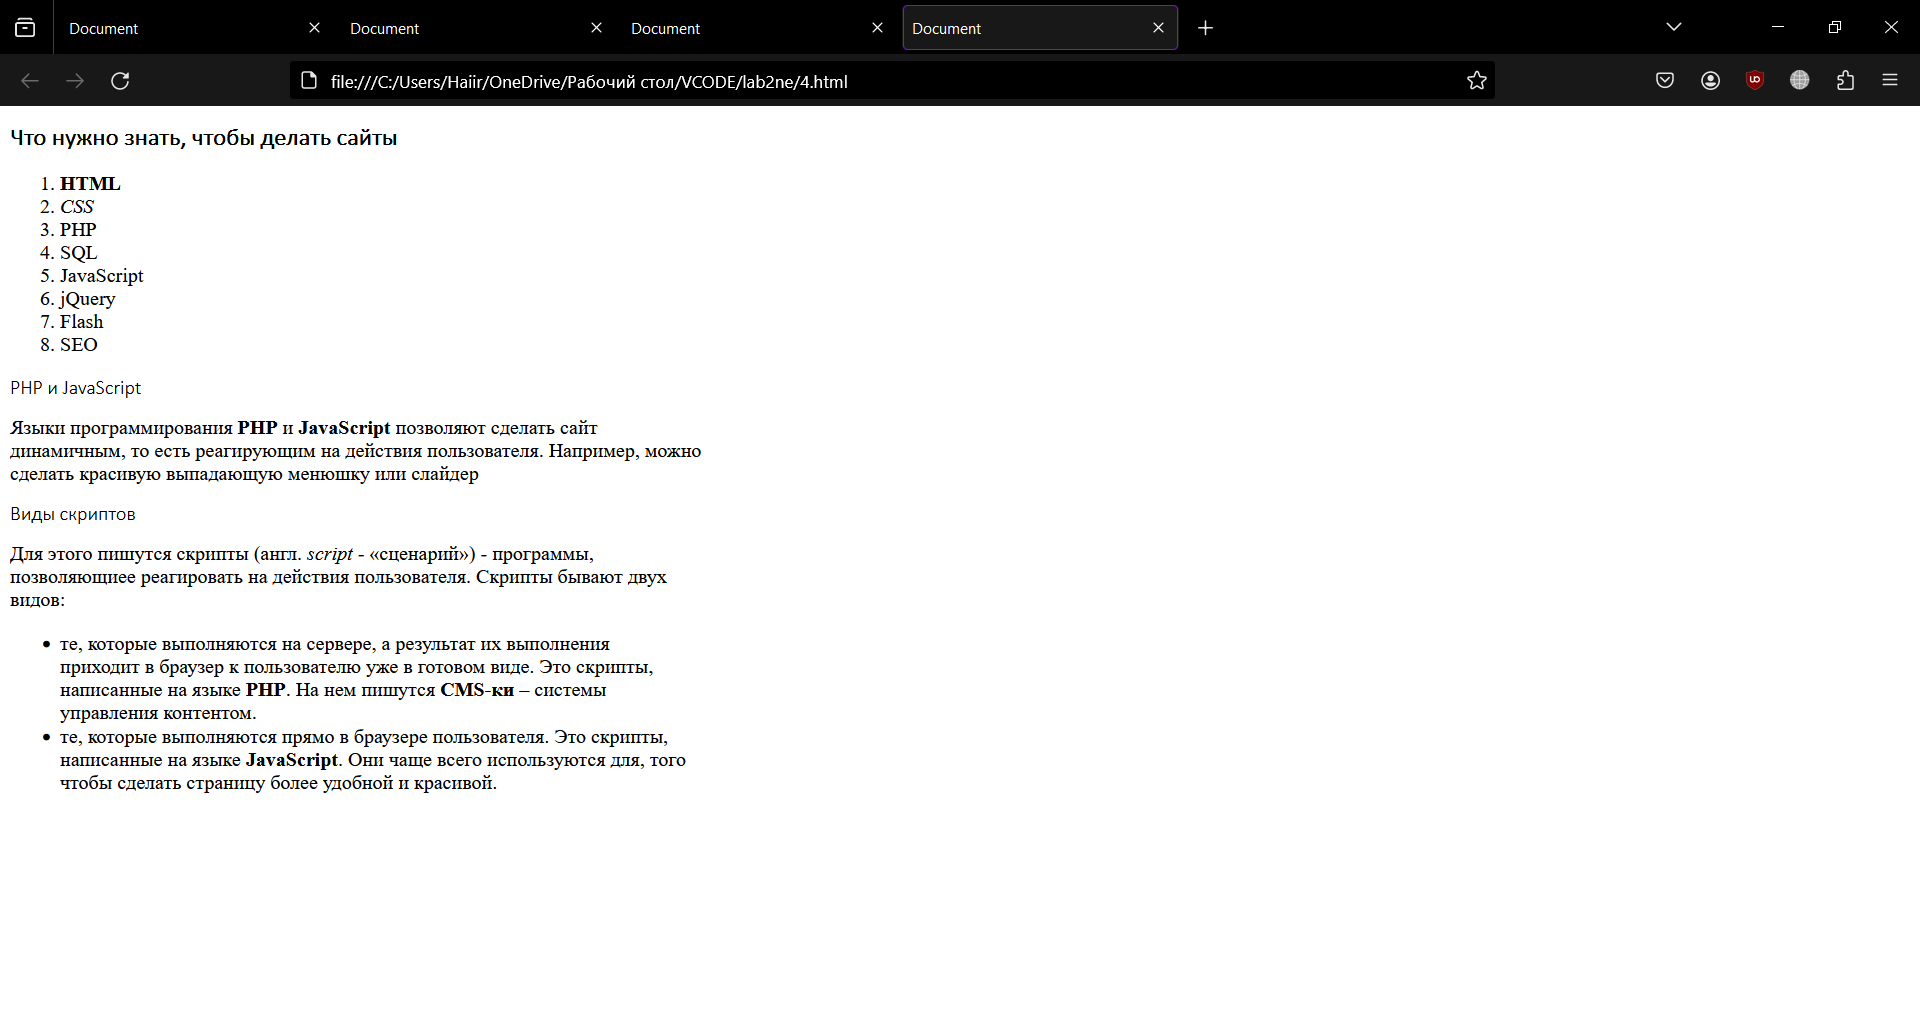 Document
Document
Document
Document
file:///C:/Users/Haiir/OneDrive/Рабочий стол/VCODE/lab2ne/4.html
Что нужно знать, чтобы делать сайты
1. HTML
2. CSS
3. PHP
4. SQL
5. JavaScript
6. jQuery
7. Flash
8. SEO
PHP и JavaScript
Языки программирования PHP и JavaScript позволяют сделать сайт
динамичным, то есть реагирующим на действия пользователя. Например, можно
сделать красивую выпадающую менюшку или слайдер
Виды скриптов
Для этого пишутся скрипты (англ. script - «сценарий») - программы,
позволяющиее реагировать на действия пользователя. Скрипты бывают двух
видов:
• те, которые выполняются на сервере, а результат их выполнения
приходит в браузер к пользователю уже в готовом виде. Это скрипты,
написанные на языке PHP. На нем пишутся CMS-ки – системы
управления контентом.
• те, которые выполняются прямо в браузере пользователя. Это скрипты,
написанные на языке JavaScript. Они чаще всего используются для, того
чтобы сделать страницу более удобной и красивой.